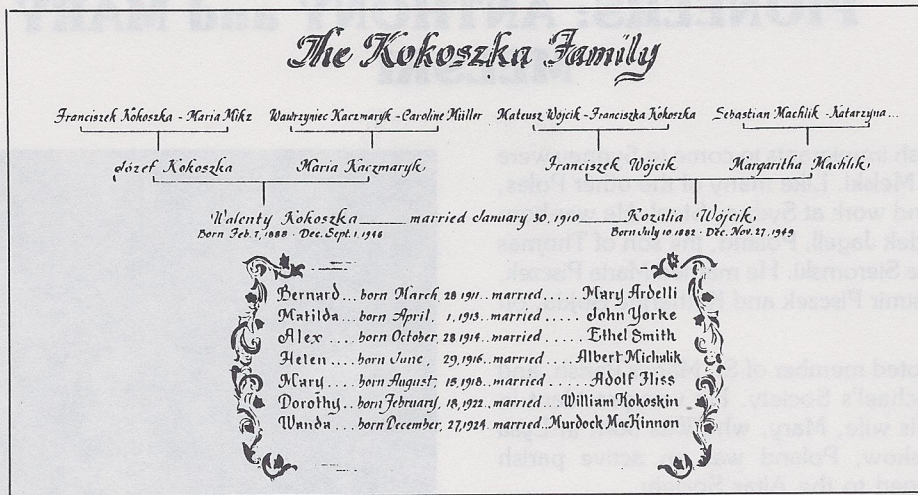 The Kokoszka Family
Franciszek Kokoszka - Maria Mikz Wawrzyniec Kaczmaryk - Caroline Müller Mateusz Wójcik - Franciszka Kokoszka Sebastian Machlik - Katarzyna...
Józef Kokoszka Maria Kaczmaryk Franciszek Wójcik Margaritha Machlik
Walenty Kokoszka married January 30, 1910 Rozalia Wójcik
Born Feb. 7, 1888 - Dec. Sept. 1, 1946 Born July 10 1882 - Dec. Nov. 27, 1949
Bernard... born March, 28 1911.. married.... Mary Ardelli
Matilda.. born April, 1, 1913.. married..... John Yorke
Alex... born October, 28 1914.. married.... Ethel Smith
Helen... born June, 29, 1916.. married.... Albert Michalik
Mary... born August, 15, 1918.. married..... Adolf Iliss
Dorothy.. born February, 18, 1922.. married.. William Kokoskin
Wanda... born December, 27, 1924. married.. Murdock MacKinnon